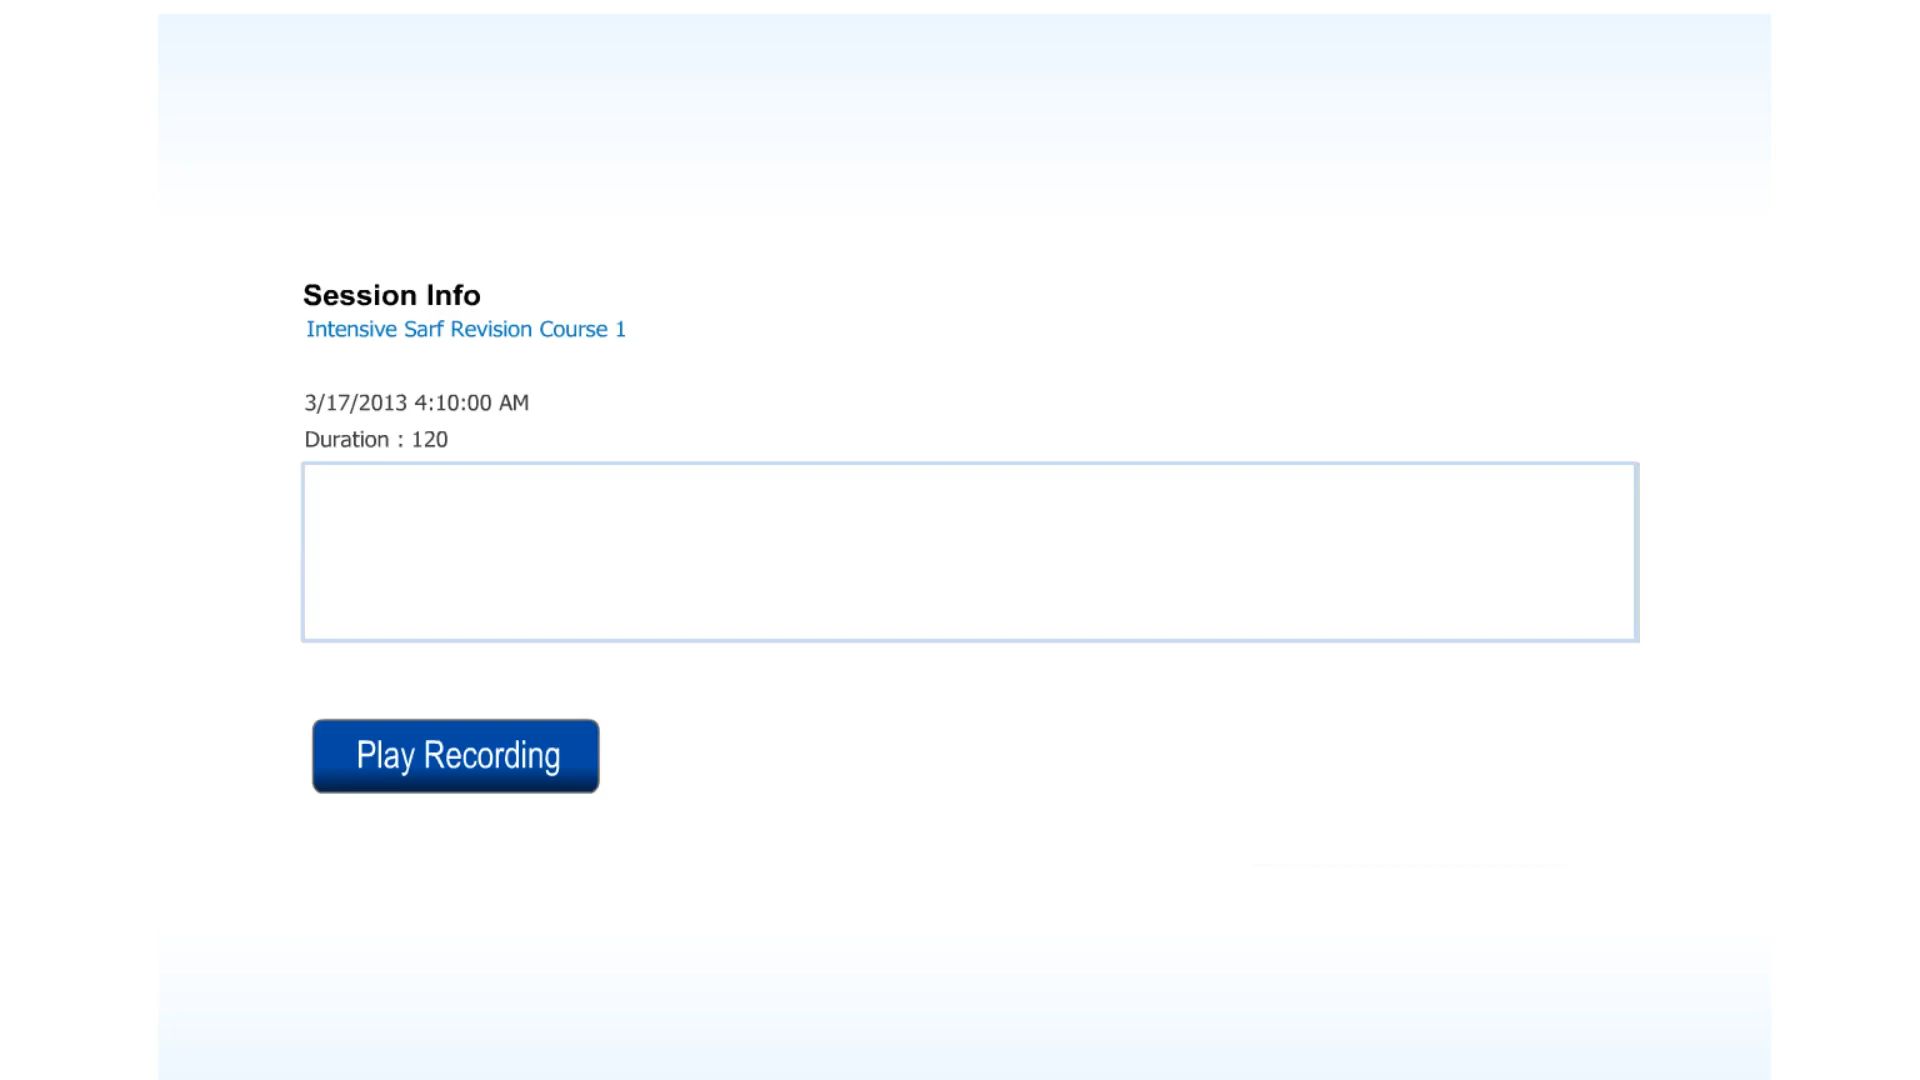 Session Info
Intensive Sarf Revision Course 1
3/17/2013 4:10:00 AM
Duration : 120
Play Recording